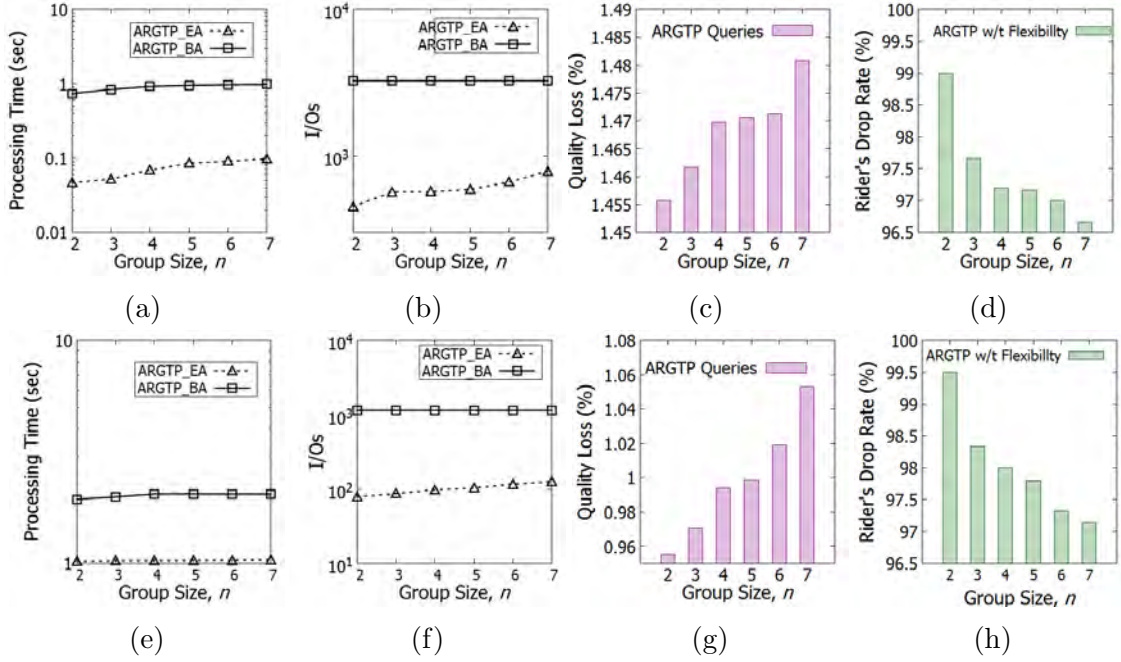 10
1
0.1
0.01
Processing Time (sec)
ARGTP_EA
ARGTP_BA
2 3 4 5 6 7
Group Size, n
(a)
10^4
10^3
I/Os
ARGTP_EA
ARGTP_BA
2 3 4 5 6 7
Group Size, n
(b)
1.49
1.485
1.48
1.475
1.47
1.465
1.46
1.455
1.45
Quality Loss (%)
ARGTP Queries
2 3 4 5 6 7
Group Size, n
(c)
100
99.5
99
98.5
98
97.5
97
96.5
Rider's Drop Rate (%)
ARGTP w/t Flexibillty
2 3 4 5 6 7
Group Size, n
(d)
10
1
Processing Time (sec)
ARGTP_EA
ARGTP_BA
2 3 4 5 6 7
Group Size, n
(e)
10^4
10^3
10^2
10^1
I/Os
ARGTP_EA
ARGTP_BA
2 3 4 5 6 7
Group Size, n
(f)
1.08
1.06
1.04
1.02
1
0.98
0.96
Quality Loss (%)
ARGTP Queries
2 3 4 5 6 7
Group Size, n
(g)
100
99.5
99
98.5
98
97.5
97
96.5
Rider's Drop Rate (%)
ARGTP w/t Flexibillty
2 3 4 5 6 7
Group Size, n
(h)